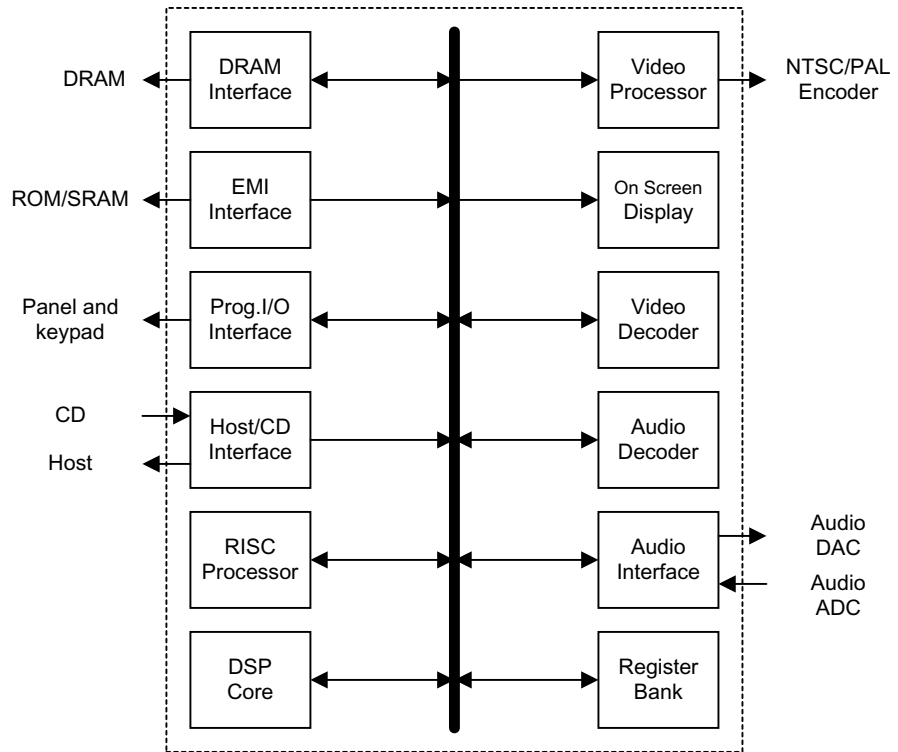 DRAM
DRAM
Interface
Video
Processor
NTSC/PAL
Encoder
ROM/SRAM
EMI
Interface
On Screen
Display
Panel and
keypad
Prog.I/O
Interface
Video
Decoder
CD
Host
Host/CD
Interface
Audio
Decoder
RISC
Processor
Audio
Interface
Audio
DAC
Audio
ADC
DSP
Core
Register
Bank